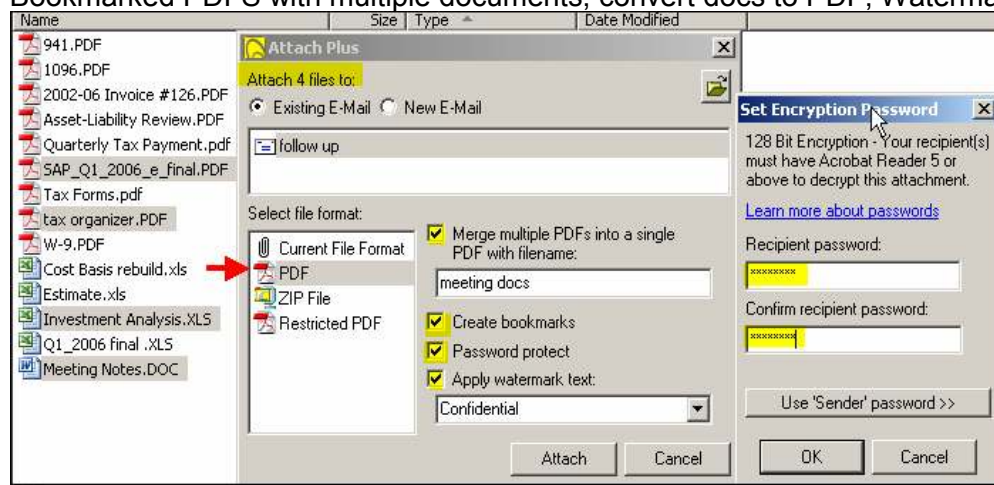 Bookmarked PDFS with multiple documents, convert docs to PDF, Waterma
Name Size Type Date Modified
941.PDF
1096.PDF
2002-06 Invoice #126.PDF
Asset-Liability Review.PDF
Quarterly Tax Payment.pdf
SAP_Q1_2006_e_final.PDF
Tax Forms.pdf
tax organizer.PDF
W-9.PDF
Cost Basis rebuild.xls
Estimate.xls
Investment Analysis.XLS
Q1_2006 final .XLS
Meeting Notes.DOC
Attach Plus
Attach 4 files to:
Existing E-Mail New E-Mail
follow up
Select file format:
Current File Format
PDF
ZIP File
Restricted PDF
Merge multiple PDFs into a single
PDF with filename:
meeting docs
Create bookmarks
Password protect
Apply watermark text:
Confidential
Attach Cancel
Set Encryption Password
128 Bit Encryption - Your recipient(s)
must have Acrobat Reader 5 or
above to decrypt this attachment.
Learn more about passwords
Recipient password:
xxxxxxxx
Confirm recipient password:
xxxxxxxx
Use 'Sender' password >>
OK Cancel